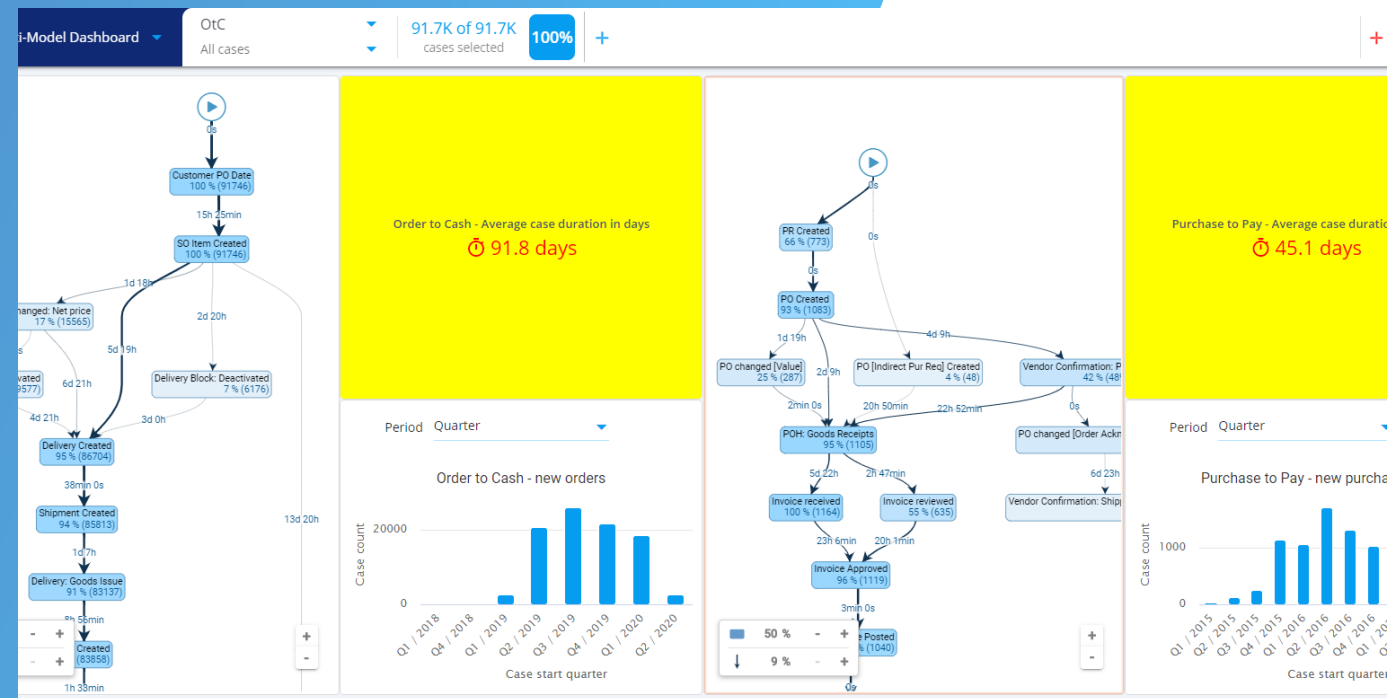 i-Model Dashboard
OtC
All cases
91.7K of 91.7K
cases selected
100%
+
+
0s
Customer PO Date
100 % (91746)
15h 25min
SO Item Created
100 % (91746)
1d 18h
hanged: Net price
17 % (15565)
2d 20h
5d 19h
s
vated
9577)
6d 21h
Delivery Block: Deactivated
7 % (6176)
4d 21h
3d 0h
Delivery Created
95 % (86704)
38min 0s
Shipment Created
94 % (85813)
13d 20h
1d 7h
Delivery: Goods Issue
91 % (83137)
8h 56min
Created
(83858)
1h 33min
- +
- +
+
-
Order to Cash - Average case duration in days
91.8 days
Period Quarter
Order to Cash - new orders
Case count
20000
0
Q1 / 2018
Q4 / 2018
Q1 / 2019
Q2 / 2019
Q3 / 2019
Q4 / 2019
Q1 / 2020
Q2 / 2020
Case start quarter
0s
PR Created
66 % (773)
0s
0s
PO Created
93 % (1083)
1d 19h
4d 9h
PO changed [Value]
25 % (287)
2d 9h
PO [Indirect Pur Req] Created
4 % (48)
Vendor Confirmation: P
42 % (48
2min 0s
20h 50min
22h 52min
0s
POH: Goods Receipts
95 % (1105)
PO changed [Order Ackn
5d 22h
2h 47min
6d 23h
Invoice received
100 % (1164)
Invoice reviewed
55 % (635)
Vendor Confirmation: Ship
23h 6min
20h 1min
Invoice Approved
96 % (1119)
3min 0s
e Posted
% (1040)
0s
50 % - +
9 % - +
+
-
Purchase to Pay - Average case duratio
45.1 days
Period Quarter
Purchase to Pay - new purcha
Case count
1000
0
Q1 / 2015
Q2 / 2015
Q3 / 2015
Q4 / 2015
Q1 / 2016
Q2 / 2016
Q3 / 2016
Q4 / 2016
Case start quarter